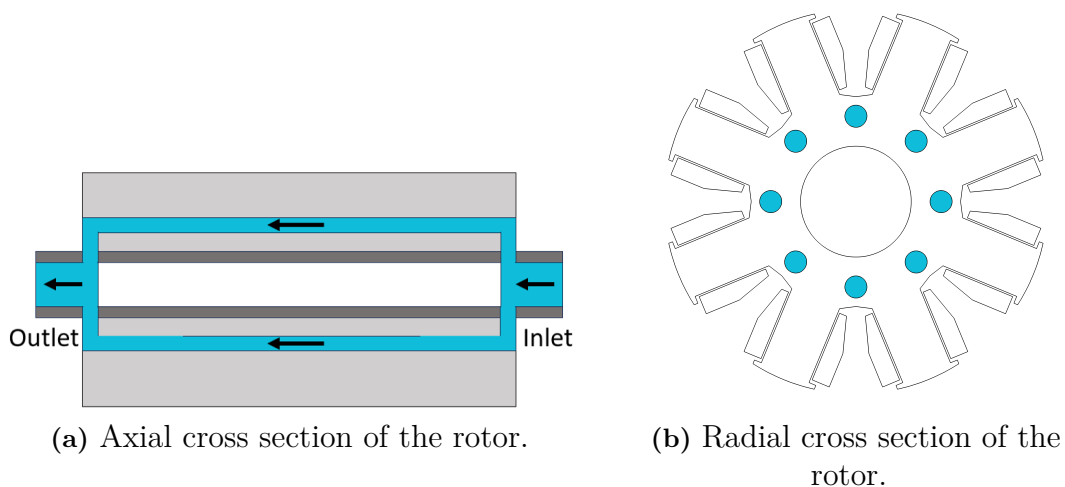 Outlet
Inlet
(a) Axial cross section of the rotor.
(b) Radial cross section of the
rotor.